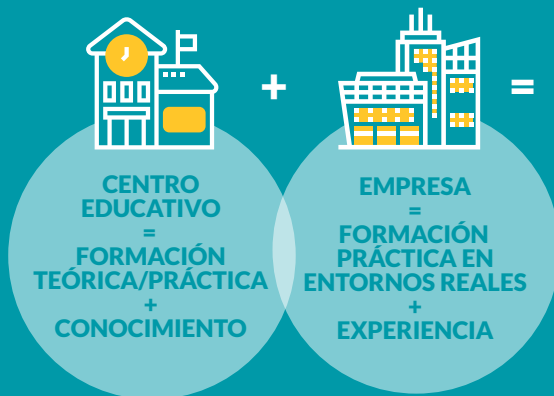 +
=
CENTRO
EDUCATIVO
=
FORMACIÓN
TEÓRICA/PRÁCTICA
+
CONOCIMIENTO
EMPRESA
=
FORMACIÓN
PRÁCTICA EN
ENTORNOS REALES
+
EXPERIENCIA